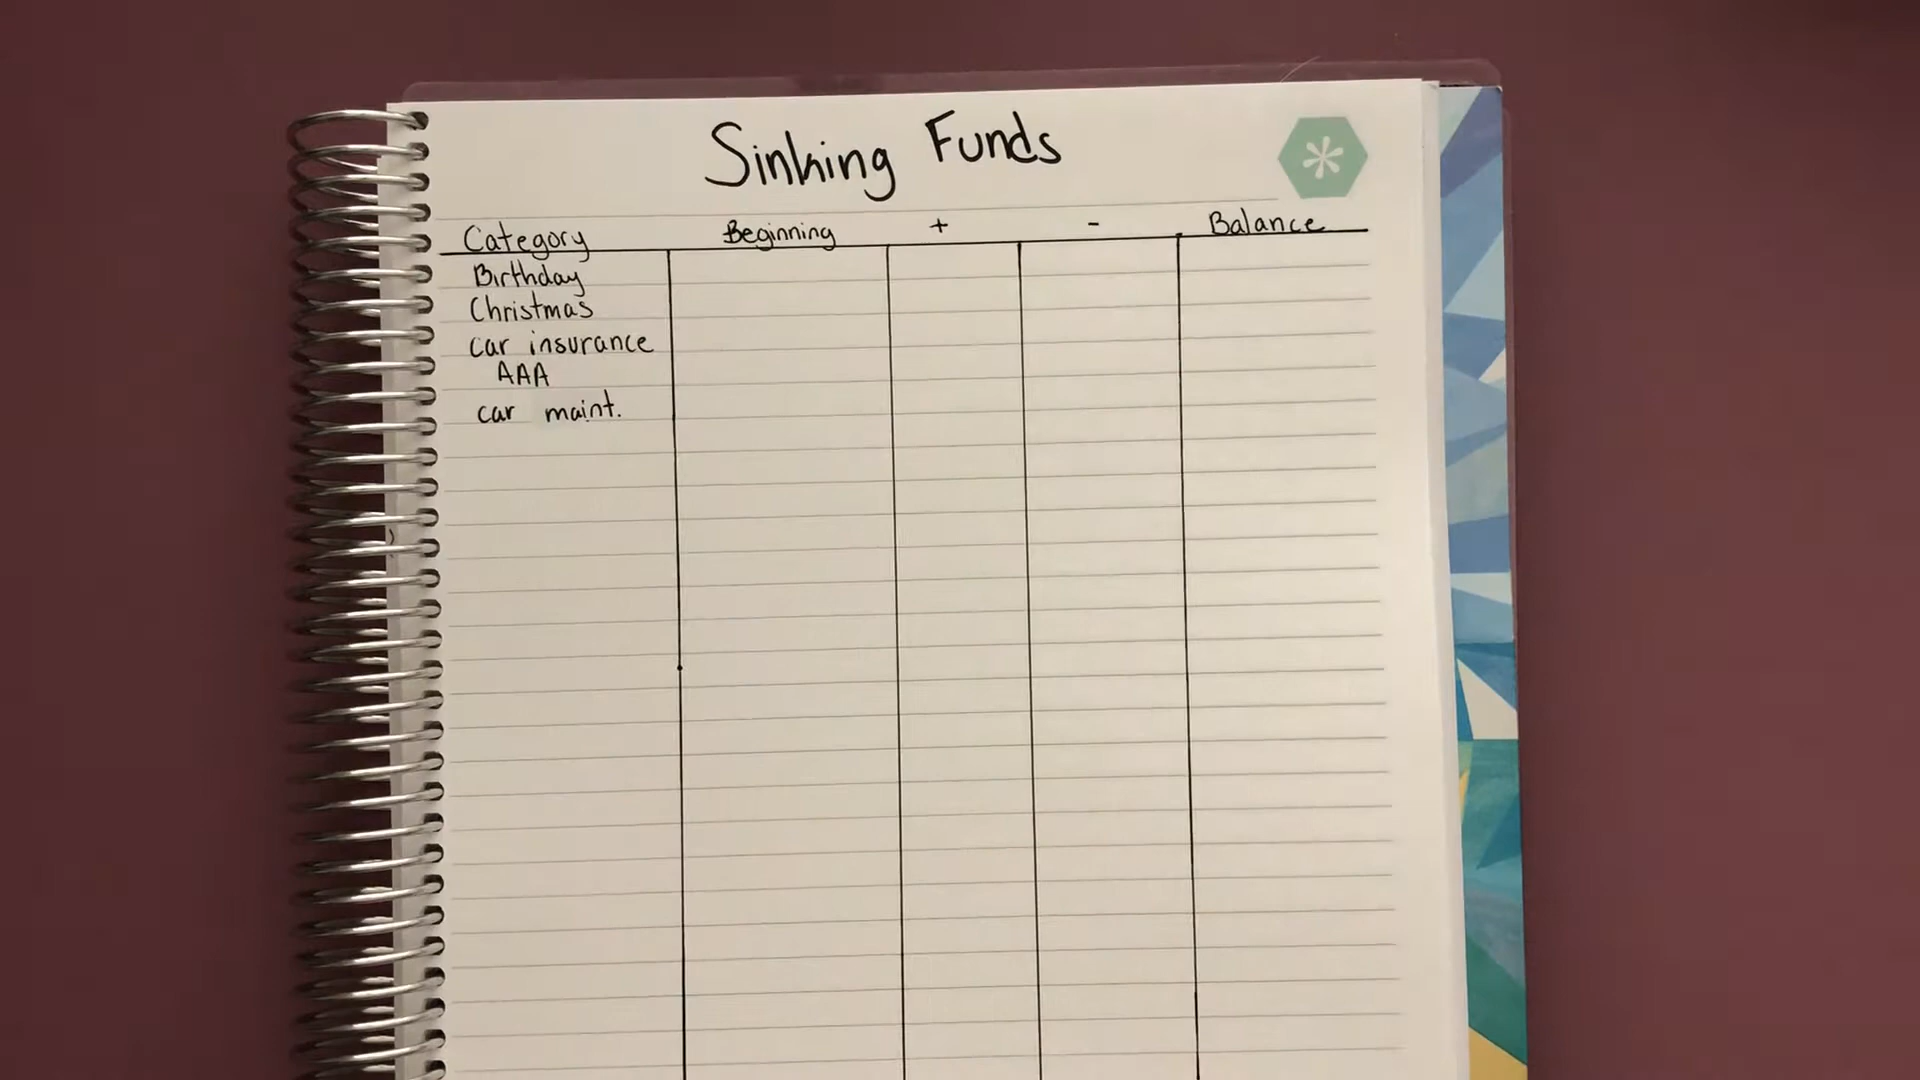 Sinking Funds
Category Beginning + - Balance
Birthday
Christmas
car insurance
AAA
car maint.